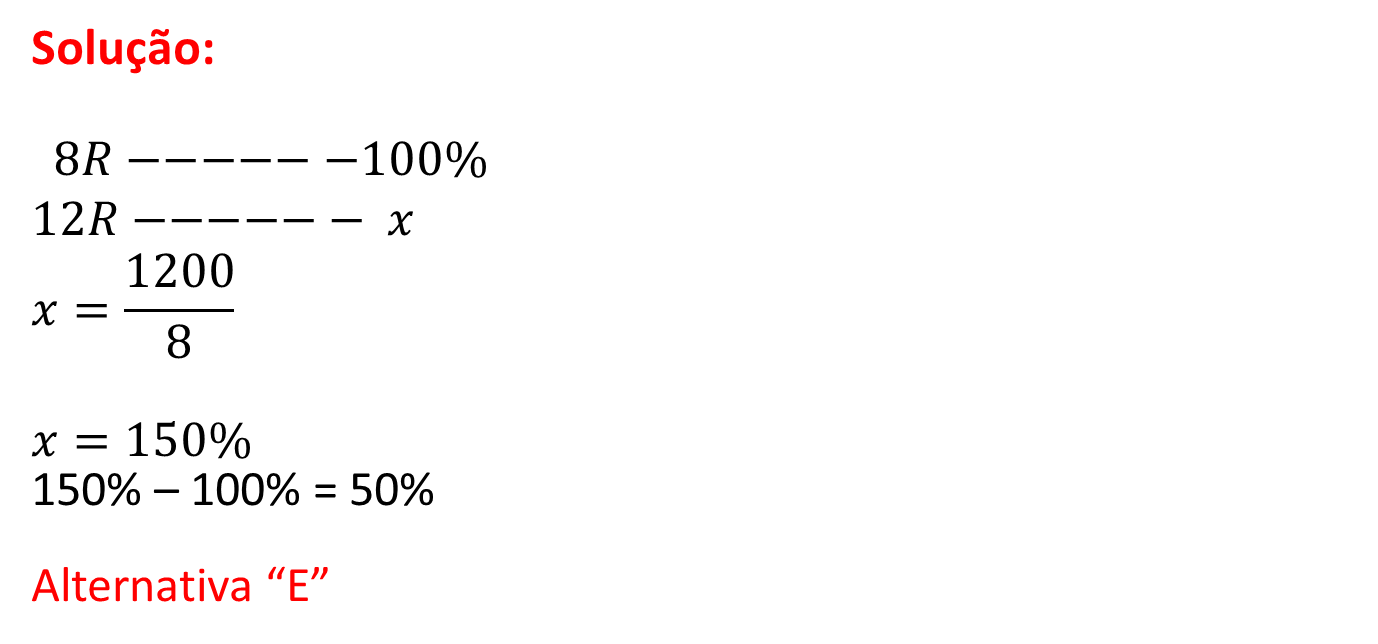 Solução:
8R −−−−− −100%
12R −−−−− − x
x = 1200/8
x = 150%
150% – 100% = 50%
Alternativa “E”